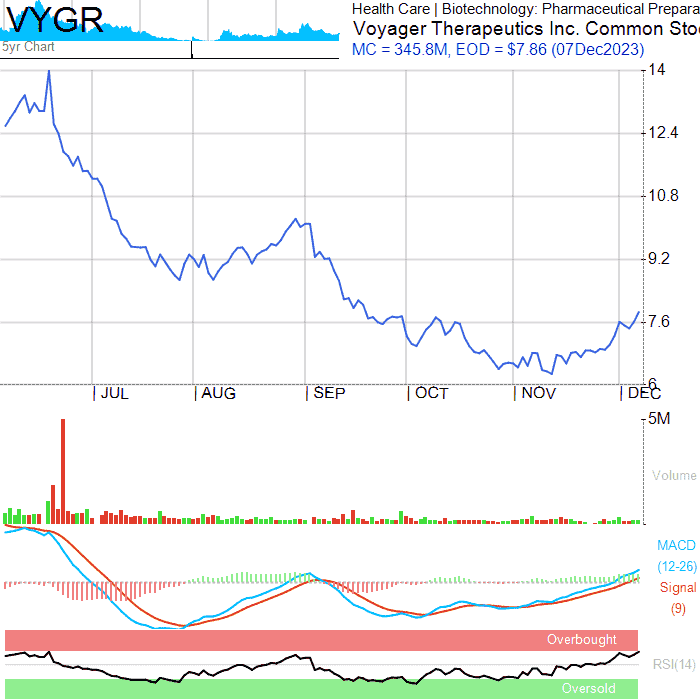 VYGR
5yr Chart
Health Care | Biotechnology: Pharmaceutical Prepara
Voyager Therapeutics Inc. Common Sto
MC = 345.8M, EOD = $7.86 (07Dec2023)
14
12.4
10.8
9.2
7.6
6
JUL
AUG
SEP
OCT
NOV
DEC
5M
Volume
MACD
(12-26)
Signal
(9)
Overbought
RSI(14)
Oversold